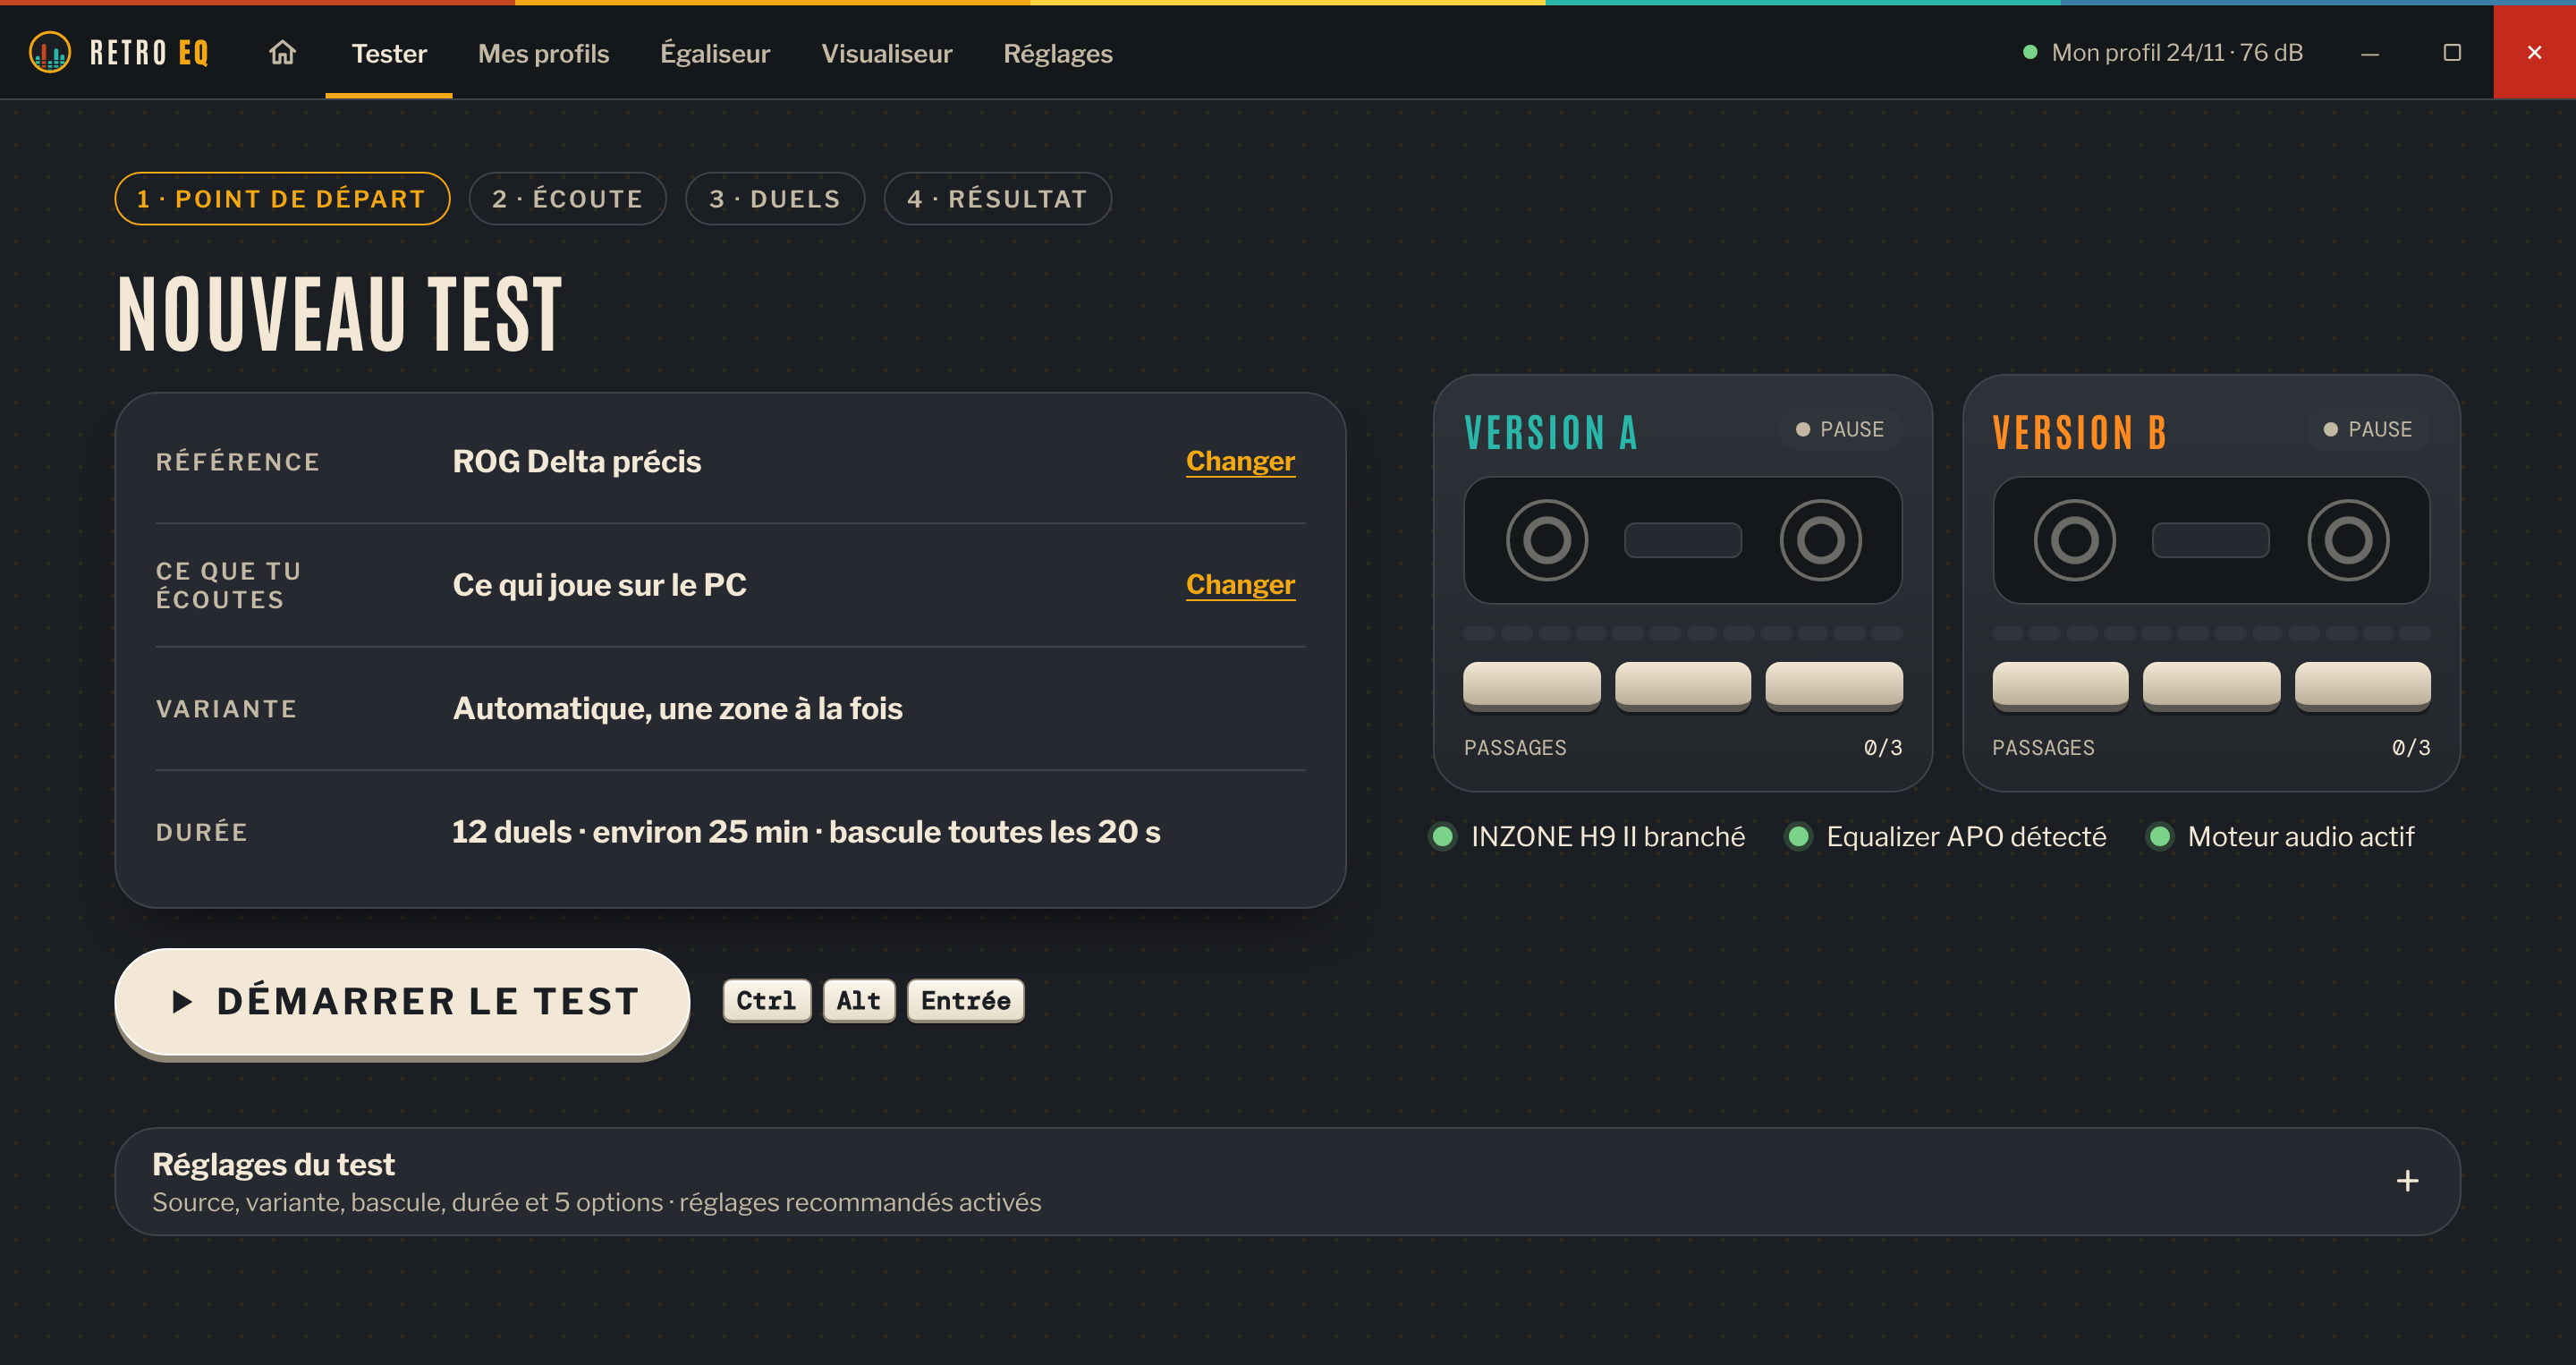 RETRO EQ
Tester
Mes profils
Égaliseur
Visualiseur
Réglages
Mon profil 24/11 · 76 dB
1 · POINT DE DÉPART
2 · ÉCOUTE
3 · DUELS
4 · RÉSULTAT
NOUVEAU TEST
RÉFÉRENCE
ROG Delta précis
Changer
CE QUE TU
ÉCOUTES
Ce qui joue sur le PC
Changer
VARIANTE
Automatique, une zone à la fois
DURÉE
12 duels · environ 25 min · bascule toutes les 20 s
VERSION A
PAUSE
PASSAGES
0/3
VERSION B
PAUSE
PASSAGES
0/3
INZONE H9 II branché
Equalizer APO détecté
Moteur audio actif
DÉMARRER LE TEST
Ctrl
Alt
Entrée
Réglages du test
Source, variante, bascule, durée et 5 options · réglages recommandés activés